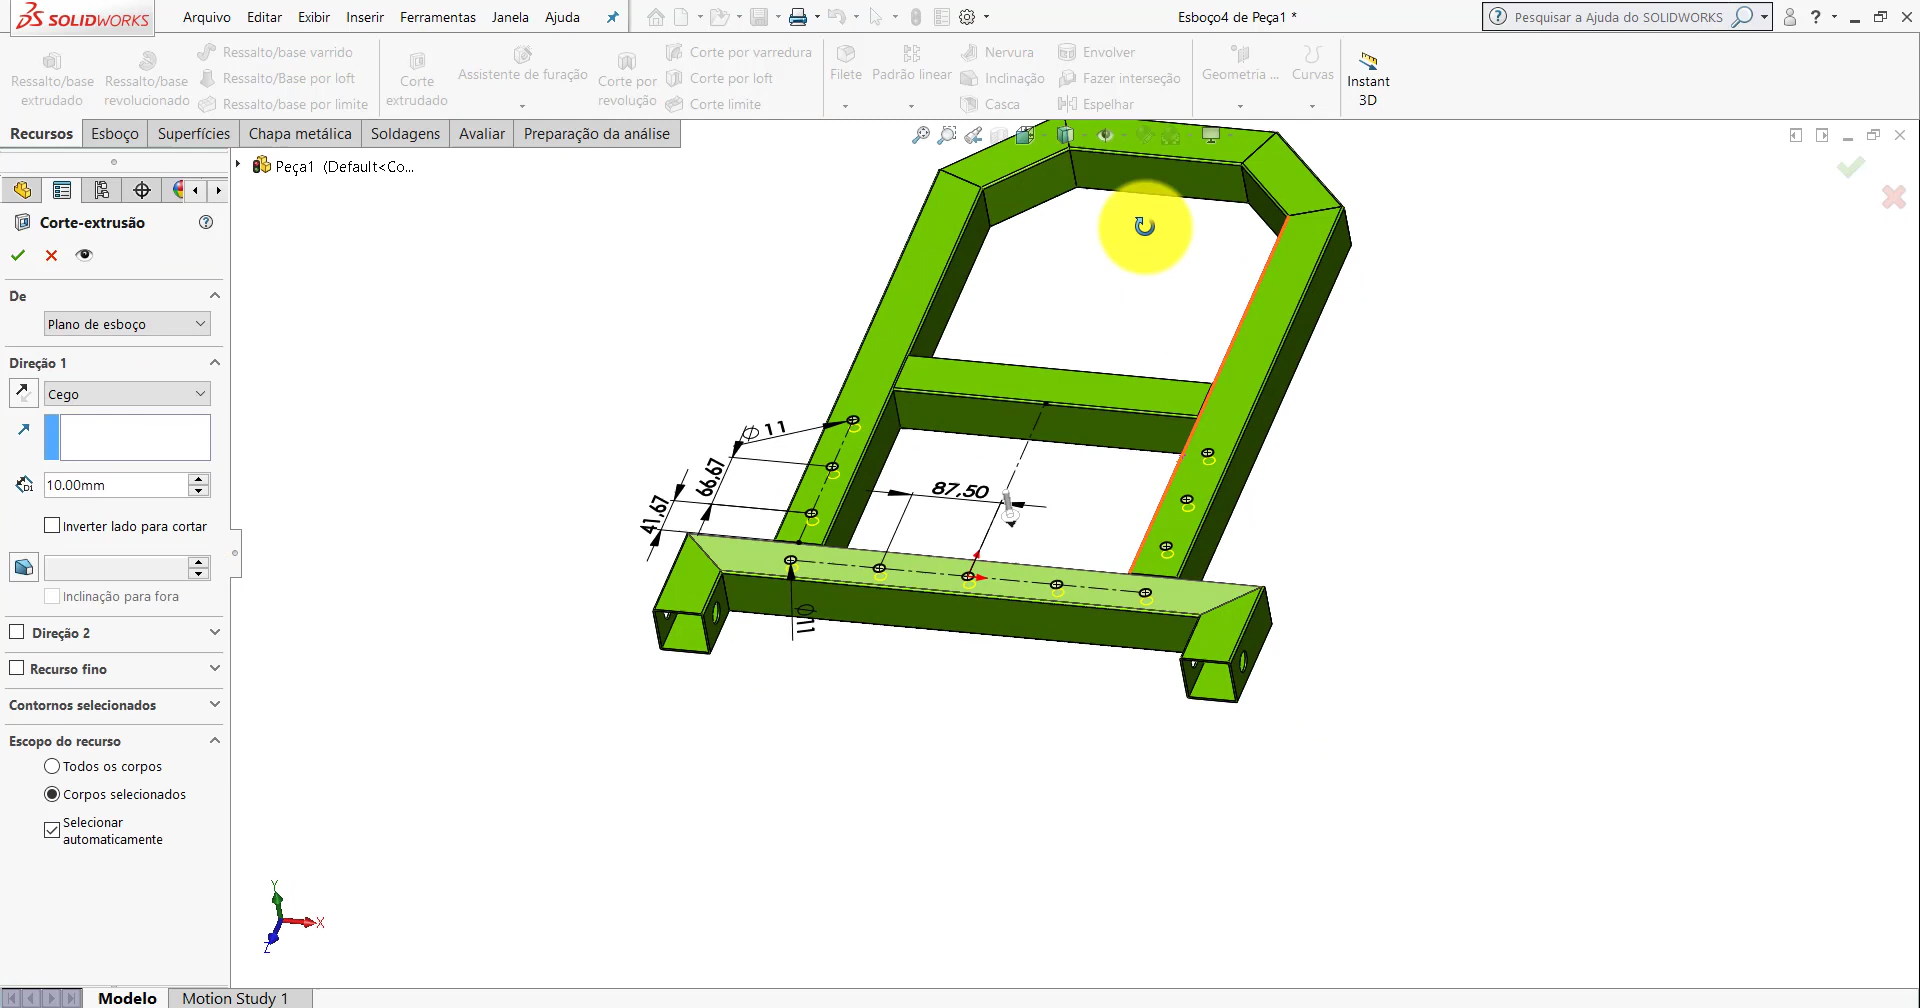 SOLIDWORKS
Arquivo Editar Exibir Inserir Ferramentas Janela Ajuda
Esboço4 de Peça1 *
Pesquisar a Ajuda do SOLIDWORKS
Ressalto/base extrudado
Ressalto/base revolucionado
Ressalto/base varrido
Ressalto/Base por loft
Ressalto/base por limite
Corte extrudado
Assistente de furação
Corte por revolução
Corte por varredura
Corte por loft
Corte limite
Filete
Padrão linear
Nervura
Inclinação
Casca
Envolver
Fazer interseção
Espelhar
Geometria ...
Curvas
Instant 3D
Recursos Esboço Superfícies Chapa metálica Soldagens Avaliar Preparação da análise
Peça1 (Default<Co...
Corte-extrusão
De
Plano de esboço
Direção 1
Cego
10.00mm
Inverter lado para cortar
Inclinação para fora
Direção 2
Recurso fino
Contornos selecionados
Escopo do recurso
Todos os corpos
Corpos selecionados
Selecionar
automaticamente
∅ 11
66,67
41,67
87,50
∅11
Y
X
Z
Modelo Motion Study 1